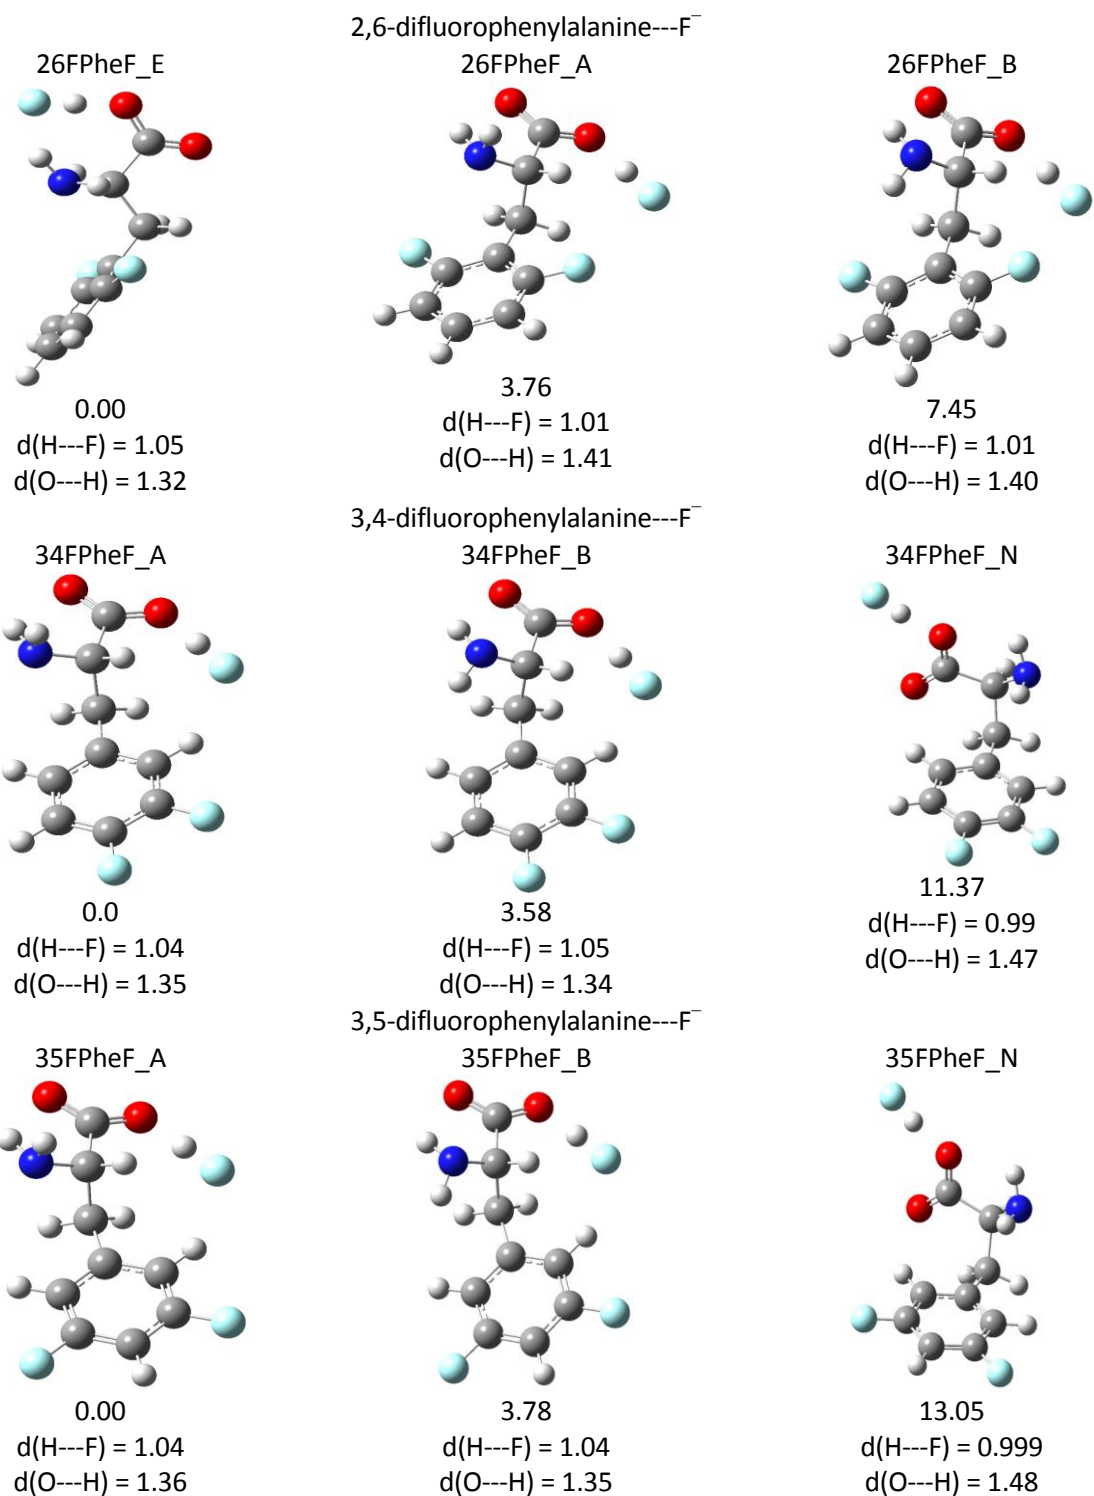 2,6-difluorophenylalanine---F⁻
26FPheF_E 26FPheF_A 26FPheF_B
0.00 3.76 7.45
d(H---F) = 1.05 d(H---F) = 1.01 d(H---F) = 1.01
d(O---H) = 1.32 d(O---H) = 1.41 d(O---H) = 1.40
3,4-difluorophenylalanine---F⁻
34FPheF_A 34FPheF_B 34FPheF_N
0.0 3.58 11.37
d(H---F) = 1.04 d(H---F) = 1.05 d(H---F) = 0.99
d(O---H) = 1.35 d(O---H) = 1.34 d(O---H) = 1.47
3,5-difluorophenylalanine---F⁻
35FPheF_A 35FPheF_B 35FPheF_N
0.00 3.78 13.05
d(H---F) = 1.04 d(H---F) = 1.04 d(H---F) = 0.999
d(O---H) = 1.36 d(O---H) = 1.35 d(O---H) = 1.48